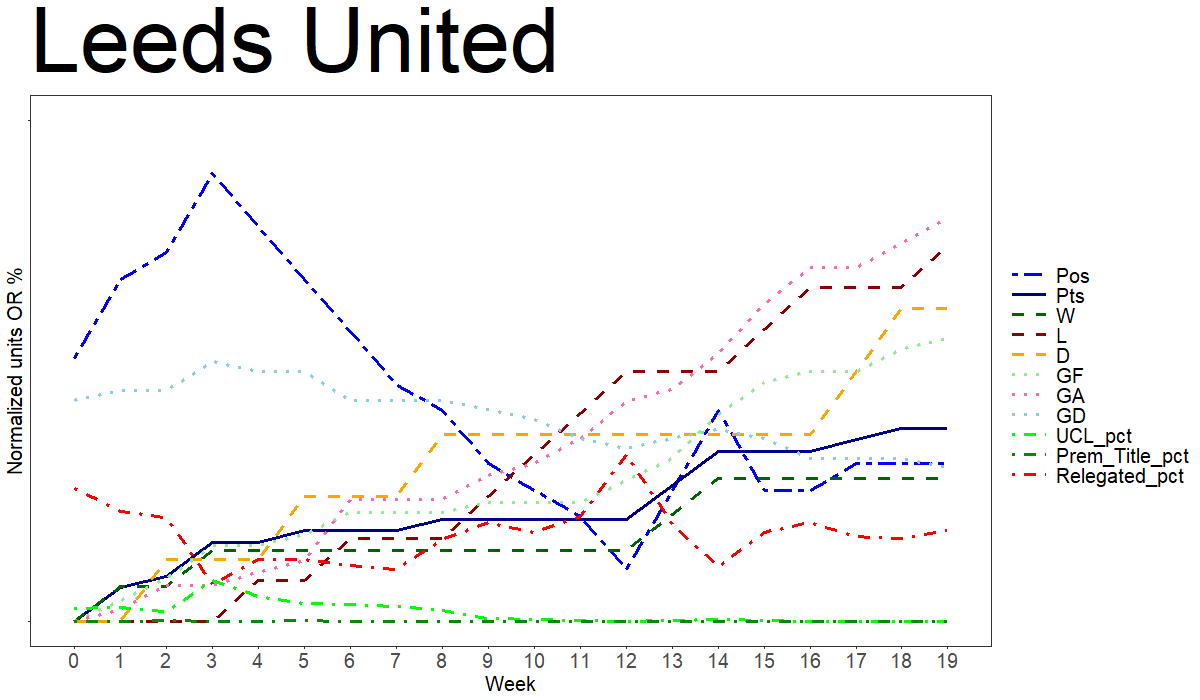 Leeds United
Normalized units OR %
0 1 2 3 4 5 6 7 8 9 10 11 12 13 14 15 16 17 18 19
Week
Pos
Pts
W
L
D
GF
GA
GD
UCL_pct
Prem_Title_pct
Relegated_pct